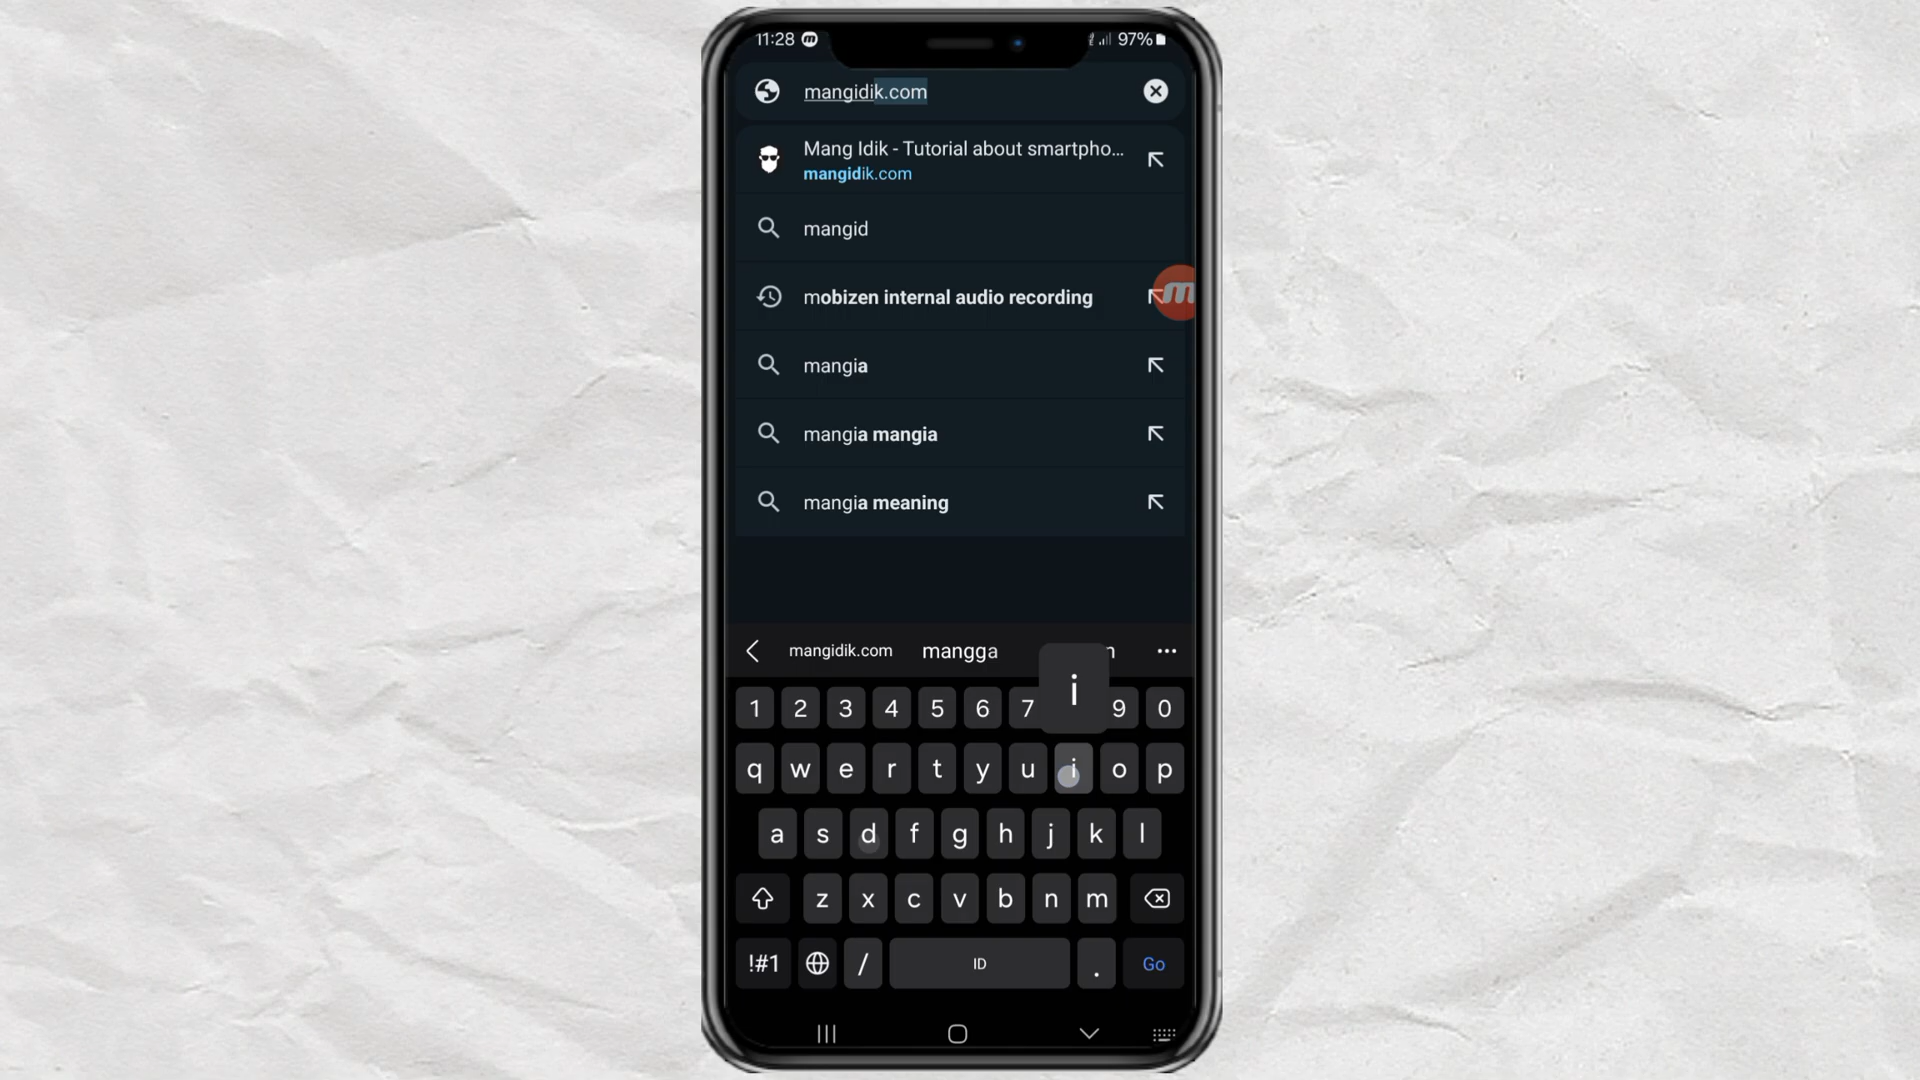 11:28 m 97%
mangidik.com
Mang Idik - Tutorial about smartpho...
mangidik.com
mangid
mobizen internal audio recording
m
mangia
mangia mangia
mangia meaning
mangidik.com mangga n ...
i
1 2 3 4 5 6 7 9 0
q w e r t y u i o p
a s d f g h j k l
z x c v b n m
!#1 / ID . Go